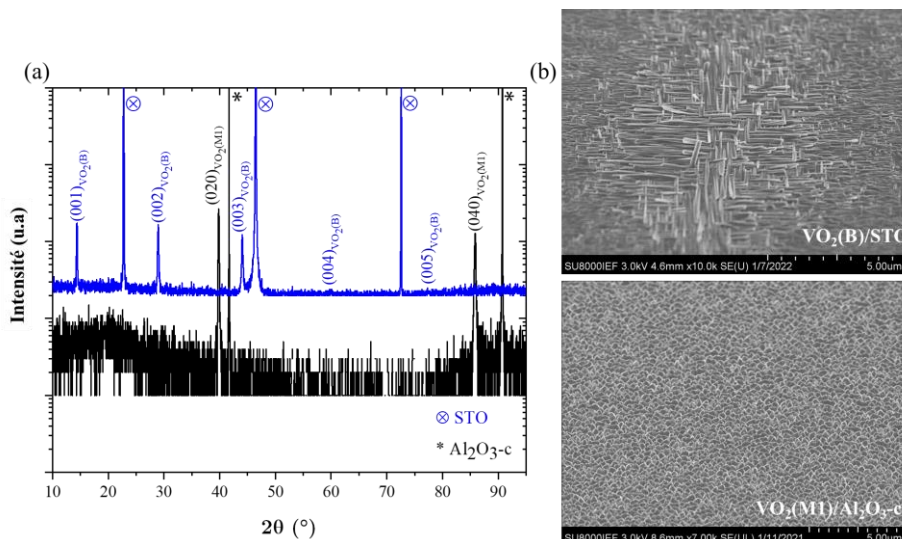 (a)
Intensité (u.a)
(001)VO2(B)
(002)VO2(B)
(020)VO2(M1)
(003)VO2(B)
(004)VO2(B)
(005)VO2(B)
(040)VO2(M1)
*
*
⊗
⊗
⊗
⊗ STO
* Al2O3-c
10 20 30 40 50 60 70 80 90
2θ (°)
(b)
VO2(B)/STO
SU8000IEF 3.0kV 4.6mm x10.0k SE(U) 1/7/2022 5.00um
VO2(M1)/Al2O3-c
SU8000IEF 3.0kV 8.6mm x7.00k SE(UL) 1/11/2021 5.00um